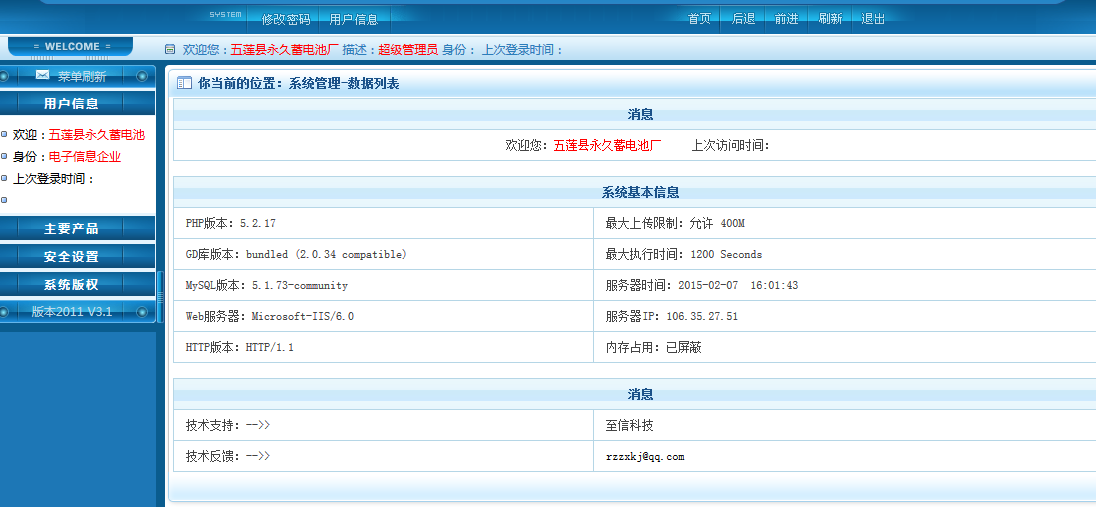 SYSTEM 修改密码 用户信息 首页 后退 前进 刷新 退出
= WELCOME = 欢迎您：五莲县永久蓄电池厂 描述：超级管理员 身份： 上次登录时间：
菜单刷新
用户信息
欢迎：五莲县永久蓄电池
身份：电子信息企业
上次登录时间：
主要产品
安全设置
系统版权
版本2011 V3.1
你当前的位置：系统管理-数据列表
消息
欢迎您：五莲县永久蓄电池厂 上次访问时间：
系统基本信息
PHP版本：5.2.17 最大上传限制：允许 400M
GD库版本：bundled (2.0.34 compatible) 最大执行时间：1200 Seconds
MySQL版本：5.1.73-community 服务器时间：2015-02-07 16:01:43
Web服务器：Microsoft-IIS/6.0 服务器IP：106.35.27.51
HTTP版本：HTTP/1.1 内存占用：已屏蔽
消息
技术支持：-->> 至信科技
技术反馈：-->> rzzxkj@qq.com